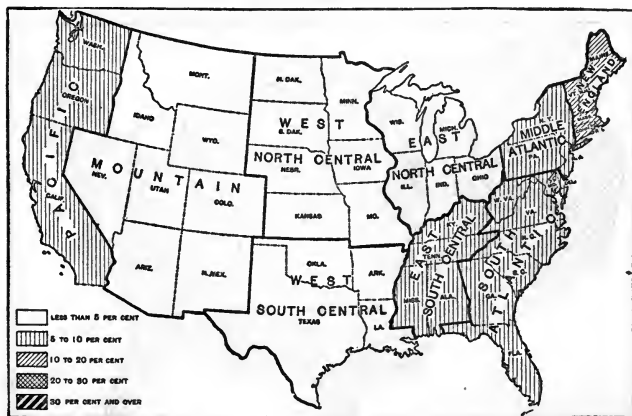 WASH.
MONT.
N. DAK.
MINN.
MAINE
OREGON
IDAHO
WYO.
S. DAK.
WIS.
MICH.
NEW
ENGLAND
N.Y.
PA.
MIDDLE
ATLANTIC
PACIFIC
CALIF.
NEV.
UTAH
COLO.
ARIZ.
N. MEX.
MOUNTAIN
WEST
NORTH CENTRAL
NEBR.
IOWA
KANSAS
MO.
EAST
NORTH CENTRAL
ILL.
IND.
OHIO
W. VA.
VA.
KY.
TENN.
MISS.
ALA.
EAST
SOUTH CENTRAL
GA.
SOUTH
ATLANTIC
OKLA.
ARK.
WEST
SOUTH CENTRAL
TEXAS
LA.
LESS THAN 5 PER CENT
5 TO 10 PER CENT
10 TO 20 PER CENT
20 TO 30 PER CENT
30 PER CENT AND OVER